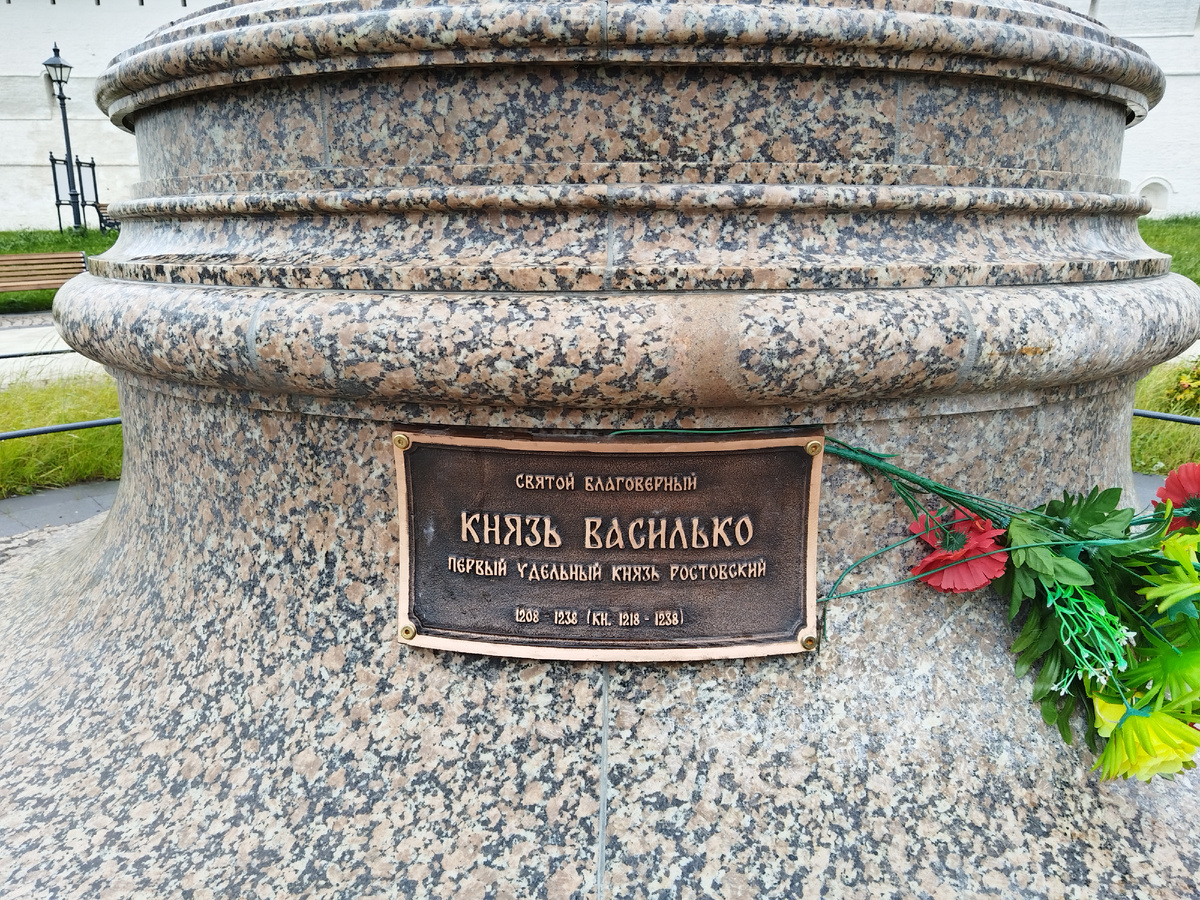 СВЯТОЙ БЛАГОВЕРНЫЙ
КНЯЗЬ ВАСИЛЬКО
ПЕРВЫЙ УДЕЛЬНЫЙ КНЯЗЬ РОСТОВСКИЙ
1208 - 1238 (КН. 1218 - 1238)